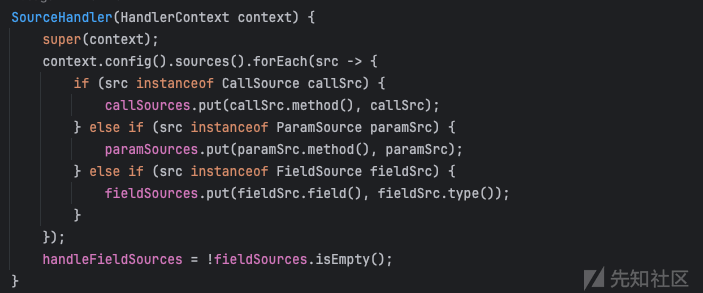 SourceHandler(HandlerContext context) {
    super(context);
    context.config().sources().forEach(src -> {
        if (src instanceof CallSource callSrc) {
            callSources.put(callSrc.method(), callSrc);
        } else if (src instanceof ParamSource paramSrc) {
            paramSources.put(paramSrc.method(), paramSrc);
        } else if (src instanceof FieldSource fieldSrc) {
            fieldSources.put(fieldSrc.field(), fieldSrc.type());
        }
    });
    handleFieldSources = !fieldSources.isEmpty();
}
先知社区